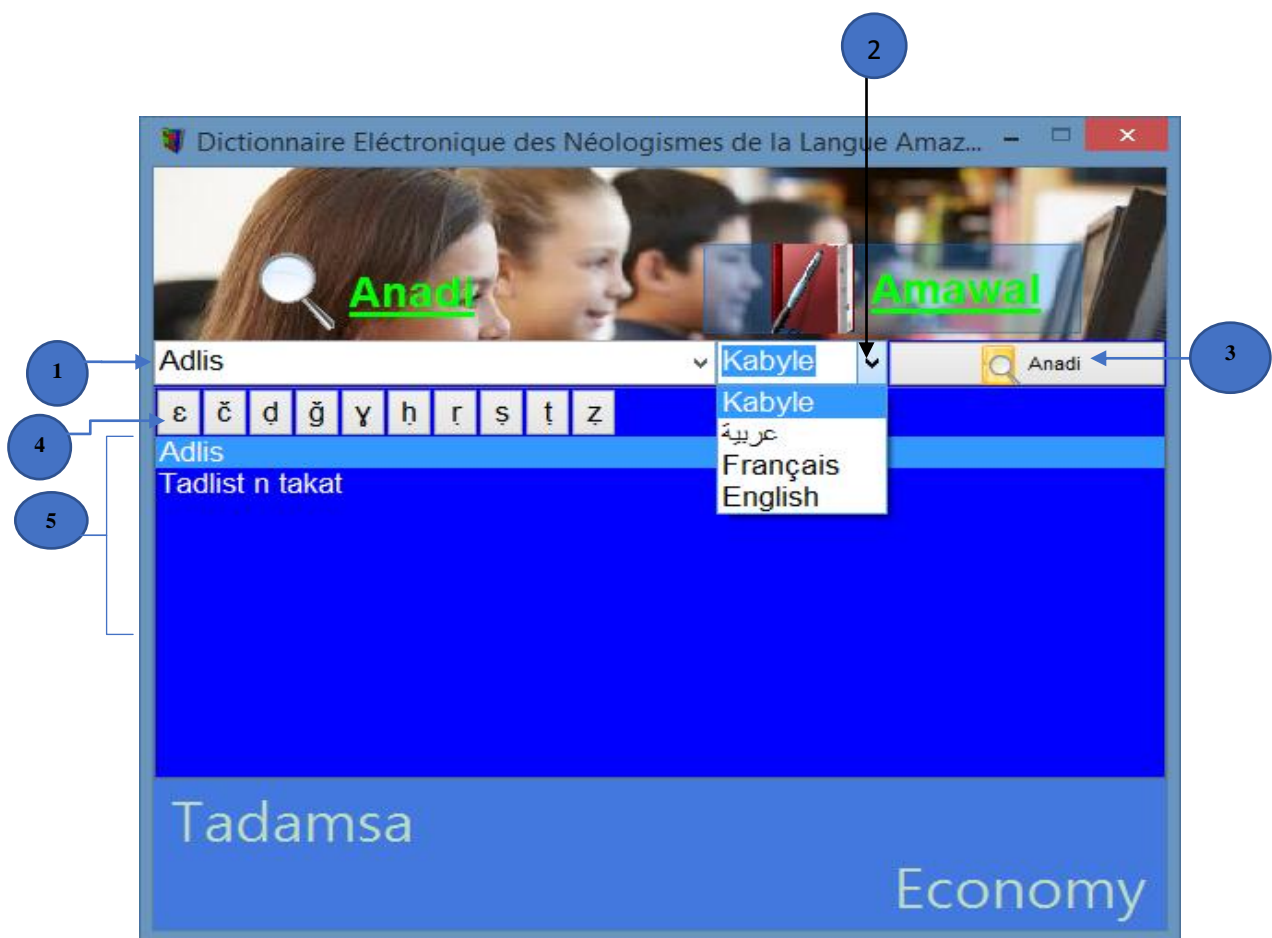 2
Dictionnaire Eléctronique des Néologismes de la Langue Amaz...
Anadi
Amawal
1
Adlis
Kabyle
Anadi
3
4
ε č ḍ ğ ɣ ḥ ṛ ṣ ṭ ẓ
Kabyle
عربية
Français
English
Adlis
Tadlist n takat
5
Tadamsa
Economy